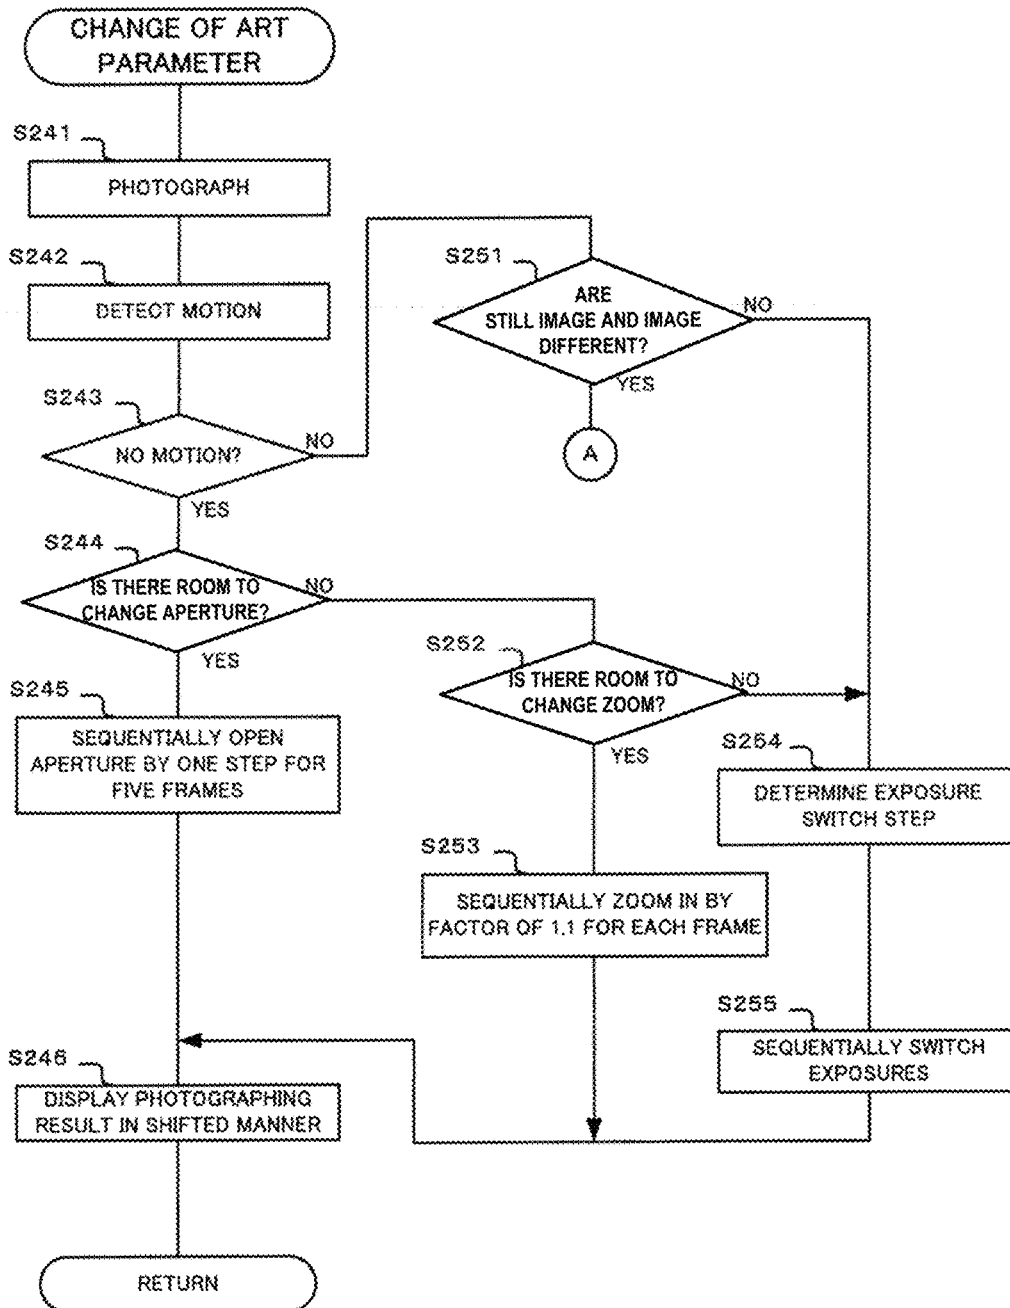 CHANGE OF ART
PARAMETER
S241
PHOTOGRAPH
S242
DETECT MOTION
S243
NO MOTION?
NO
YES
S244
IS THERE ROOM TO
CHANGE APERTURE?
NO
YES
S245
SEQUENTIALLY OPEN
APERTURE BY ONE STEP FOR
FIVE FRAMES
S246
DISPLAY PHOTOGRAPHING
RESULT IN SHIFTED MANNER
RETURN
S251
ARE
STILL IMAGE AND IMAGE
DIFFERENT?
NO
YES
A
S252
IS THERE ROOM TO
CHANGE ZOOM?
NO
YES
S253
SEQUENTIALLY ZOOM IN BY
FACTOR OF 1.1 FOR EACH FRAME
S254
DETERMINE EXPOSURE
SWITCH STEP
S255
SEQUENTIALLY SWITCH
EXPOSURES